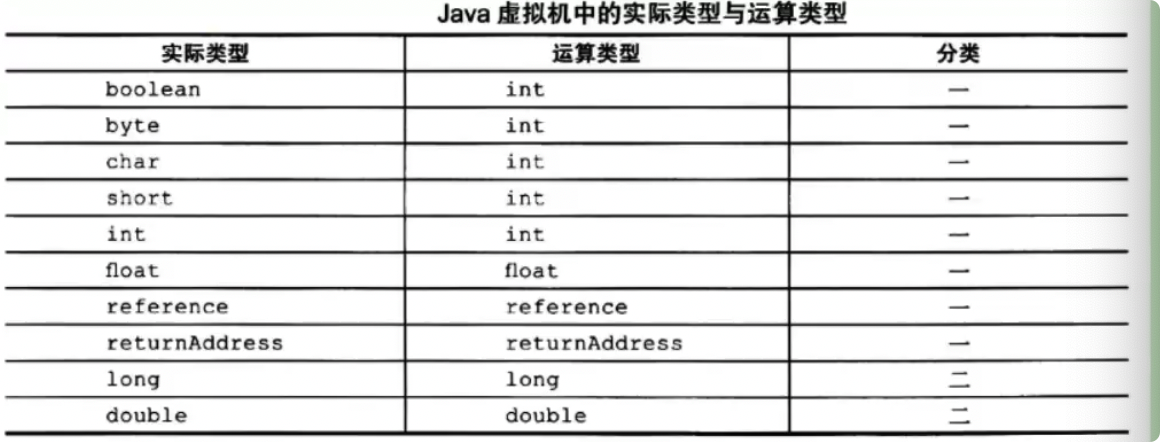 Java 虚拟机中的实际类型与运算类型
实际类型 运算类型 分类
boolean int 一
byte int 一
char int 一
short int 一
int int 一
float float 一
reference reference 一
returnAddress returnAddress 一
long long 二
double double 二